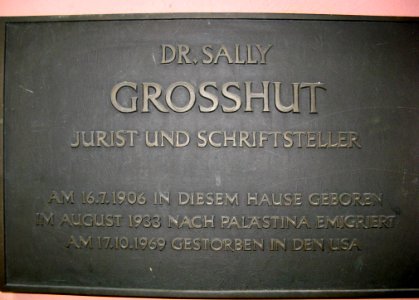 DR. SALLY
GROSSHUT
JURIST UND SCHRIFTSTELLER
AM 16.7.1906 IN DIESEM HAUSE GEBOREN
IM AUGUST 1933 NACH PALÄSTINA EMIGRIERT
AM 17.10.1969 GESTORBEN IN DEN USA